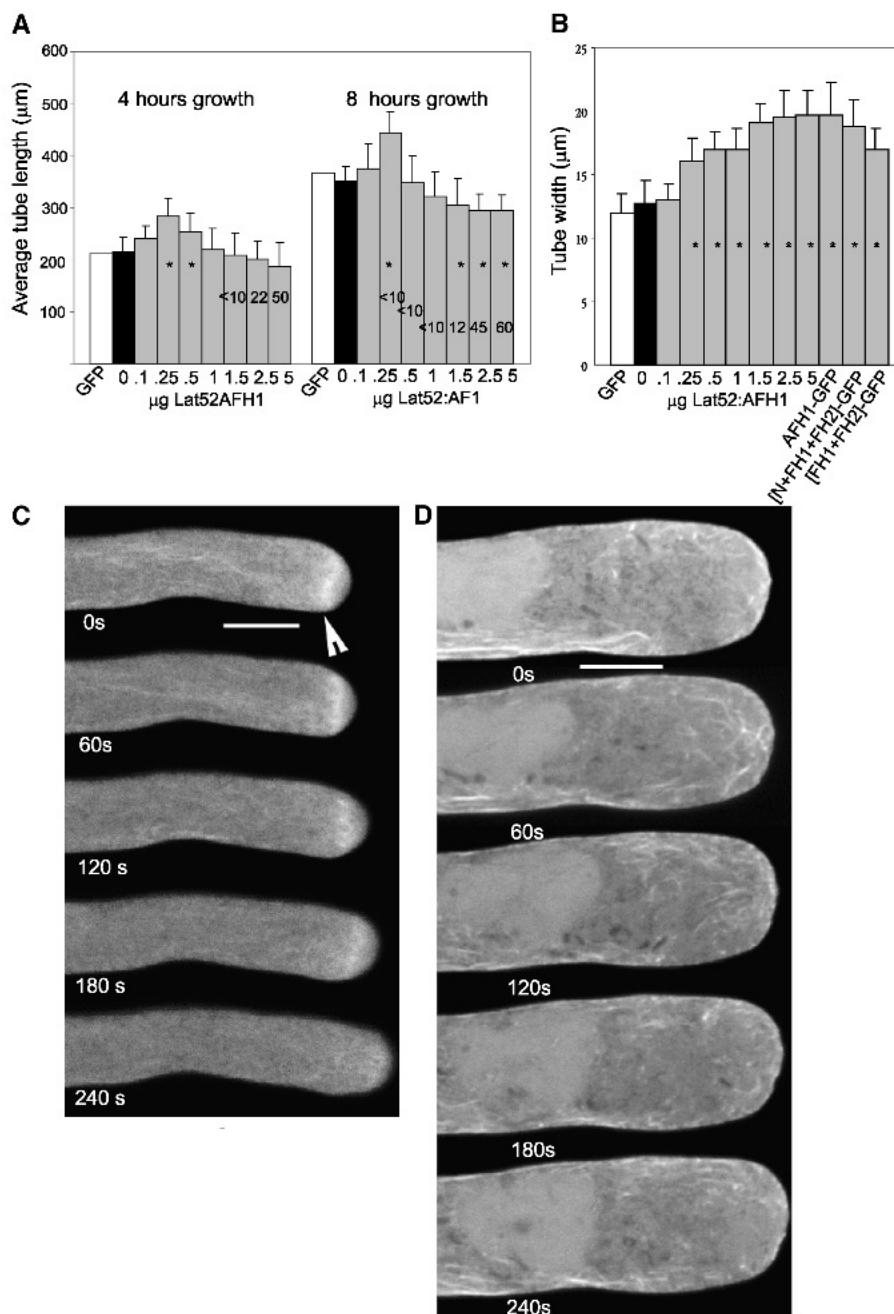 A
600
500
400
300
200
100
Average tube length (μm)
4 hours growth
8 hours growth
* *
<10 22 50
* * * *
<10 <10 <10 12 45 60
GFP 0 .1 .25 .5 1 1.5 2.5 5
μg Lat52AFH1
GFP 0 .1 .25 .5 1 1.5 2.5 5
μg Lat52:AF1
B
25
20
15
10
5
0
Tube width (μm)
* * * * * * * * *
GFP 0 .1 .25 .5 1 1.5 2.5 5
μg Lat52:AFH1
AFH1-GFP
[N+FH1+FH2]-GFP
[FH1+FH2]-GFP
C
0s
60s
120 s
180 s
240 s
D
0s
60s
120s
180s
240s